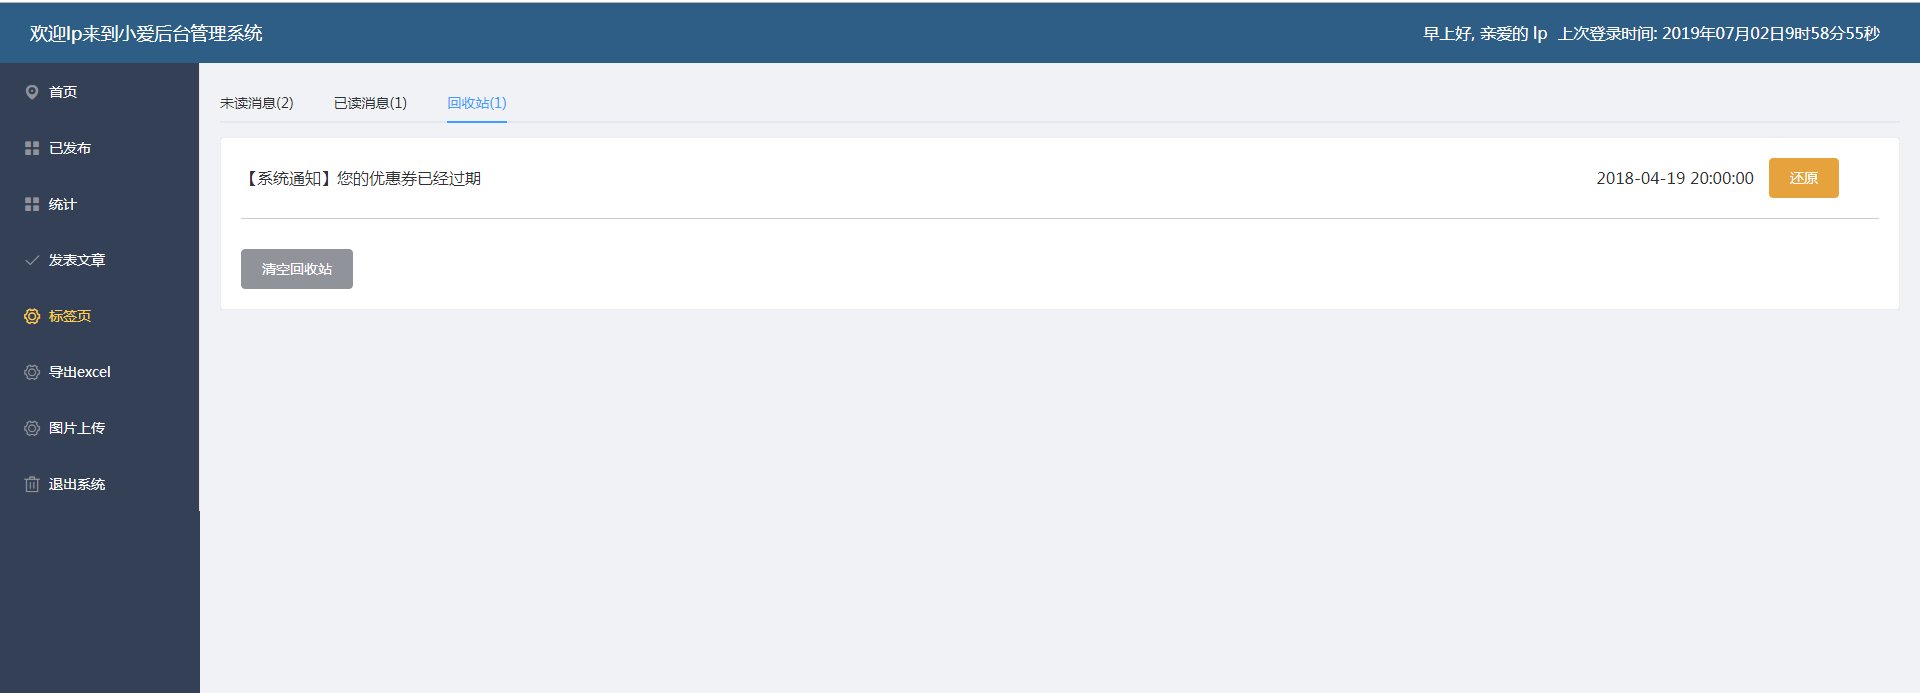 欢迎lp来到小爱后台管理系统
早上好, 亲爱的 lp 上次登录时间: 2019年07月02日9时58分55秒
首页
已发布
统计
发表文章
标签页
导出excel
图片上传
退出系统
未读消息(2) 已读消息(1) 回收站(1)
【系统通知】您的优惠券已经过期 2018-04-19 20:00:00 还原
清空回收站